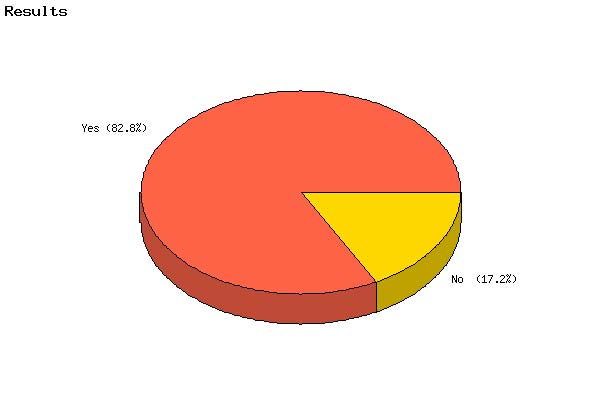 Results
Yes (82.8%)
No (17.2%)